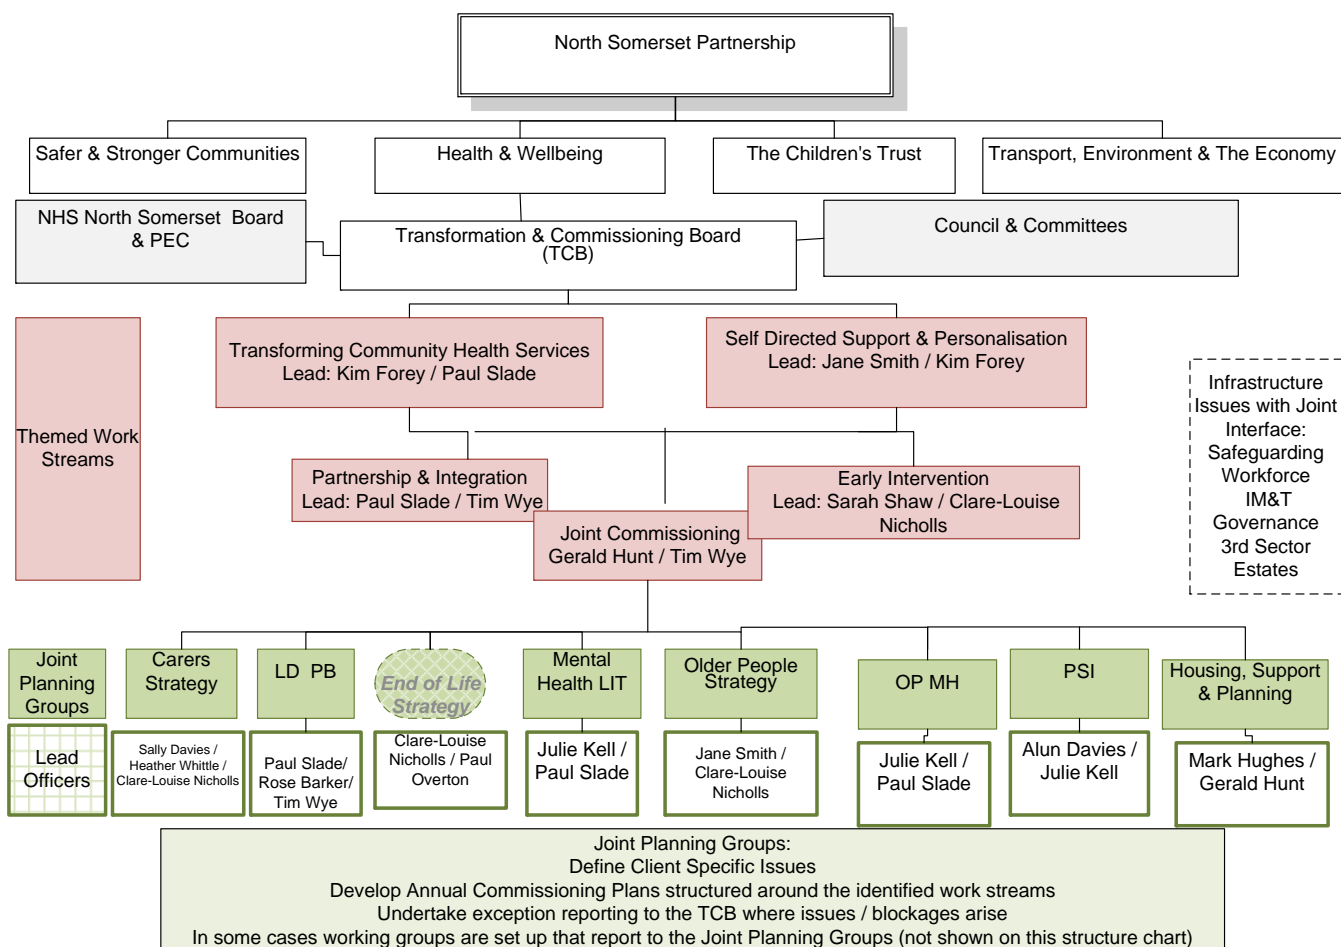 North Somerset Partnership
Safer & Stronger Communities
Health & Wellbeing
The Children's Trust
Transport, Environment & The Economy
NHS North Somerset  Board
& PEC
Transformation & Commissioning Board
(TCB)
Council & Committees
Themed Work
Streams
Transforming Community Health Services
Lead: Kim Forey / Paul Slade
Self Directed Support & Personalisation
Lead: Jane Smith / Kim Forey
Infrastructure
Issues with Joint
Interface:
Safeguarding
Workforce
IM&T
Governance
3rd Sector
Estates
Partnership & Integration
Lead: Paul Slade / Tim Wye
Early Intervention
Lead: Sarah Shaw / Clare-Louise
Nicholls
Joint Commissioning
Gerald Hunt / Tim Wye
Joint
Planning
Groups
Carers
Strategy
LD  PB
End of Life
Strategy
Mental
Health LIT
Older People
Strategy
OP MH
PSI
Housing, Support
& Planning
Lead
Officers
Sally Davies /
Heather Whittle /
Clare-Louise Nicholls
Paul Slade/
Rose Barker/
Tim Wye
Clare-Louise
Nicholls / Paul
Overton
Julie Kell /
Paul Slade
Jane Smith /
Clare-Louise
Nicholls
Julie Kell /
Paul Slade
Alun Davies /
Julie Kell
Mark Hughes /
Gerald Hunt
Joint Planning Groups:
Define Client Specific Issues
Develop Annual Commissioning Plans structured around the identified work streams
Undertake exception reporting to the TCB where issues / blockages arise
In some cases working groups are set up that report to the Joint Planning Groups (not shown on this structure chart)